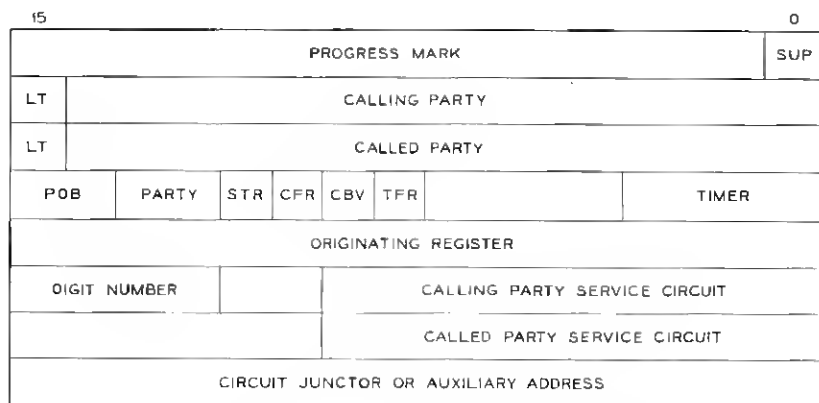 15 0
PROGRESS MARK SUP
LT CALLING PARTY
LT CALLED PARTY
POB PARTY STR CFR CBV TFR TIMER
ORIGINATING REGISTER
DIGIT NUMBER CALLING PARTY SERVICE CIRCUIT
CALLED PARTY SERVICE CIRCUIT
CIRCUIT JUNCTOR OR AUXILIARY ADDRESS